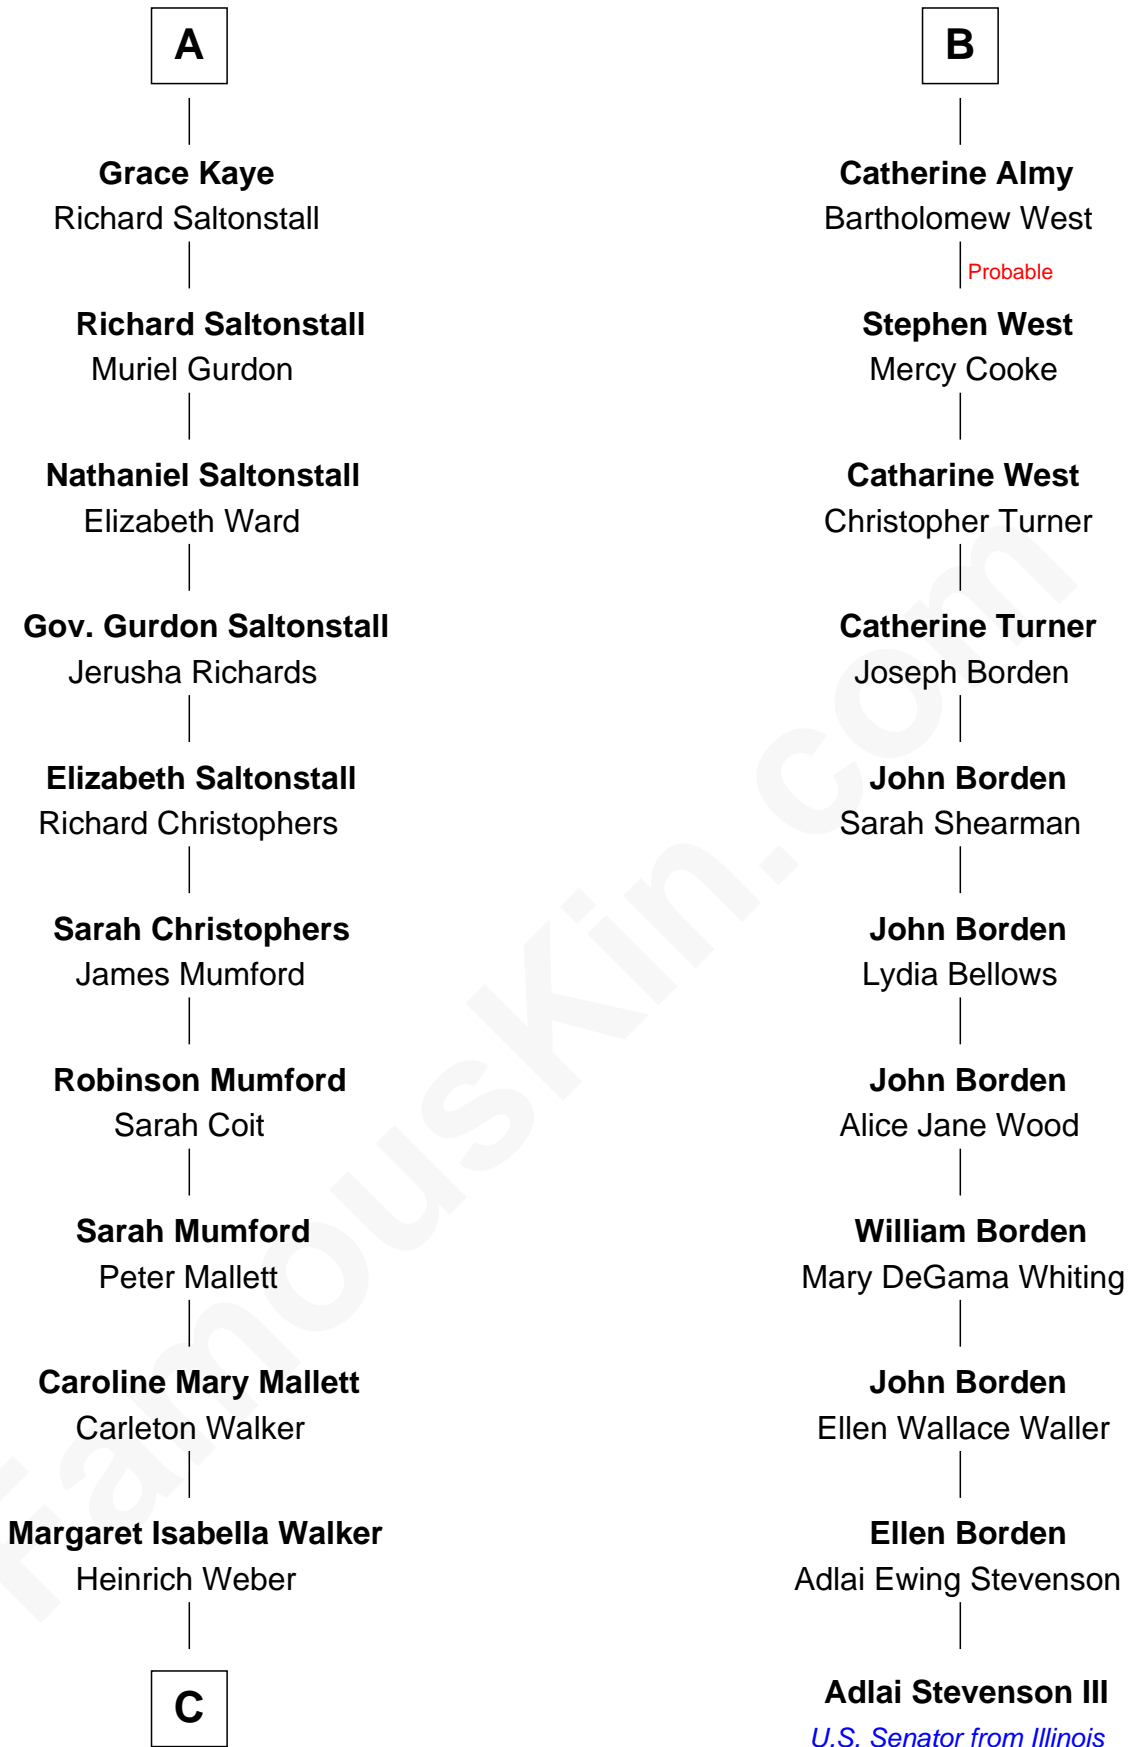 A
Grace Kaye
Richard Saltonstall
Richard Saltonstall
Muriel Gurdon
Nathaniel Saltonstall
Elizabeth Ward
Gov. Gurdon Saltonstall
Jerusha Richards
Elizabeth Saltonstall
Richard Christophers
Sarah Christophers
James Mumford
Robinson Mumford
Sarah Coit
Sarah Mumford
Peter Mallett
Caroline Mary Mallett
Carleton Walker
Margaret Isabella Walker
Heinrich Weber
C
B
Catherine Almy
Bartholomew West
Probable
Stephen West
Mercy Cooke
Catharine West
Christopher Turner
Catherine Turner
Joseph Borden
John Borden
Sarah Shearman
John Borden
Lydia Bellows
John Borden
Alice Jane Wood
William Borden
Mary DeGama Whiting
John Borden
Ellen Wallace Waller
Ellen Borden
Adlai Ewing Stevenson
Adlai Stevenson III
U.S. Senator from Illinois
FamousKin.com